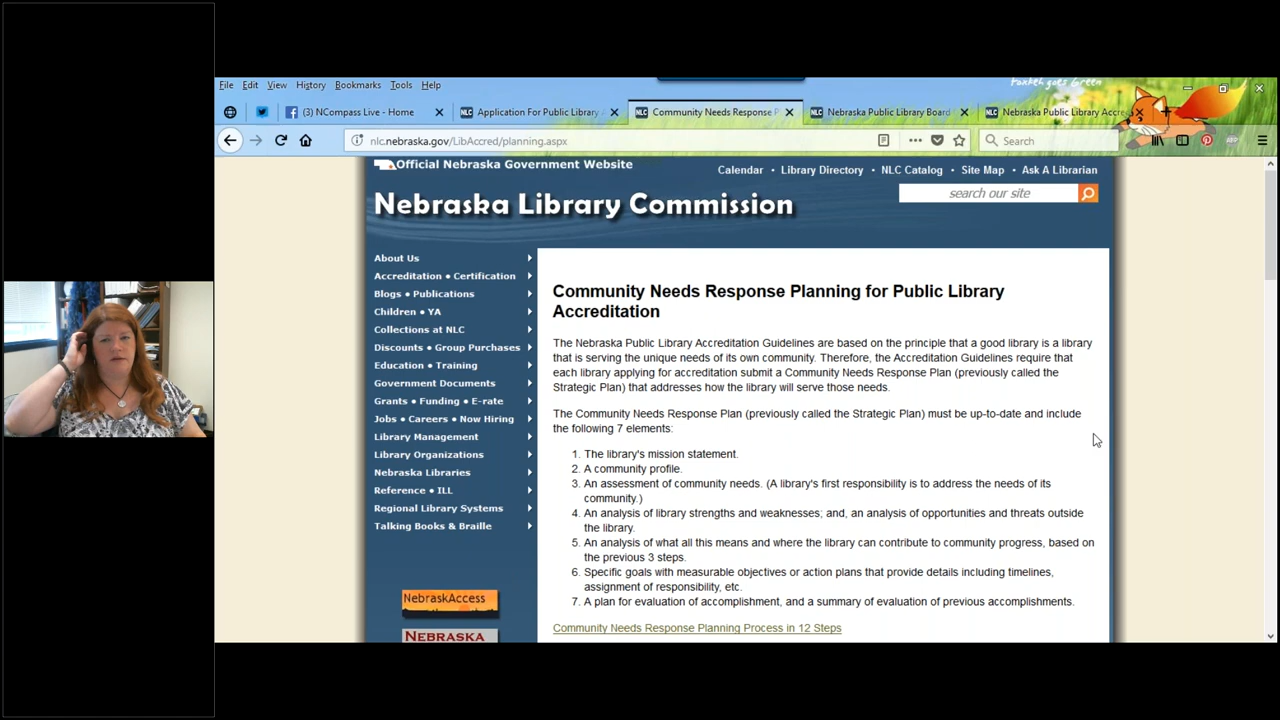 Foxkeh goes Green
File Edit View History Bookmarks Tools Help
(3) NCompass Live - Home
NLC Application For Public Library
NLC Community Needs Response P
NLC Nebraska Public Library Board
NLC Nebraska Public Library Accre
nlc.nebraska.gov/LibAccred/planning.aspx
Search
Official Nebraska Government Website
Calendar • Library Directory • NLC Catalog • Site Map • Ask A Librarian
Nebraska Library Commission
search our site
About Us
Accreditation ● Certification
Blogs ● Publications
Children ● YA
Collections at NLC
Discounts ● Group Purchases
Education ● Training
Government Documents
Grants ● Funding ● E-rate
Jobs ● Careers ● Now Hiring
Library Management
Library Organizations
Nebraska Libraries
Reference ● ILL
Regional Library Systems
Talking Books & Braille
NebraskAccess
NEBRASKA
Community Needs Response Planning for Public Library
Accreditation
The Nebraska Public Library Accreditation Guidelines are based on the principle that a good library is a library
that is serving the unique needs of its own community. Therefore, the Accreditation Guidelines require that
each library applying for accreditation submit a Community Needs Response Plan (previously called the
Strategic Plan) that addresses how the library will serve those needs.
The Community Needs Response Plan (previously called the Strategic Plan) must be up-to-date and include
the following 7 elements:
1. The library's mission statement.
2. A community profile.
3. An assessment of community needs. (A library's first responsibility is to address the needs of its
community.)
4. An analysis of library strengths and weaknesses; and, an analysis of opportunities and threats outside
the library.
5. An analysis of what all this means and where the library can contribute to community progress, based on
the previous 3 steps.
6. Specific goals with measurable objectives or action plans that provide details including timelines,
assignment of responsibility, etc.
7. A plan for evaluation of accomplishment, and a summary of evaluation of previous accomplishments.
Community Needs Response Planning Process in 12 Steps